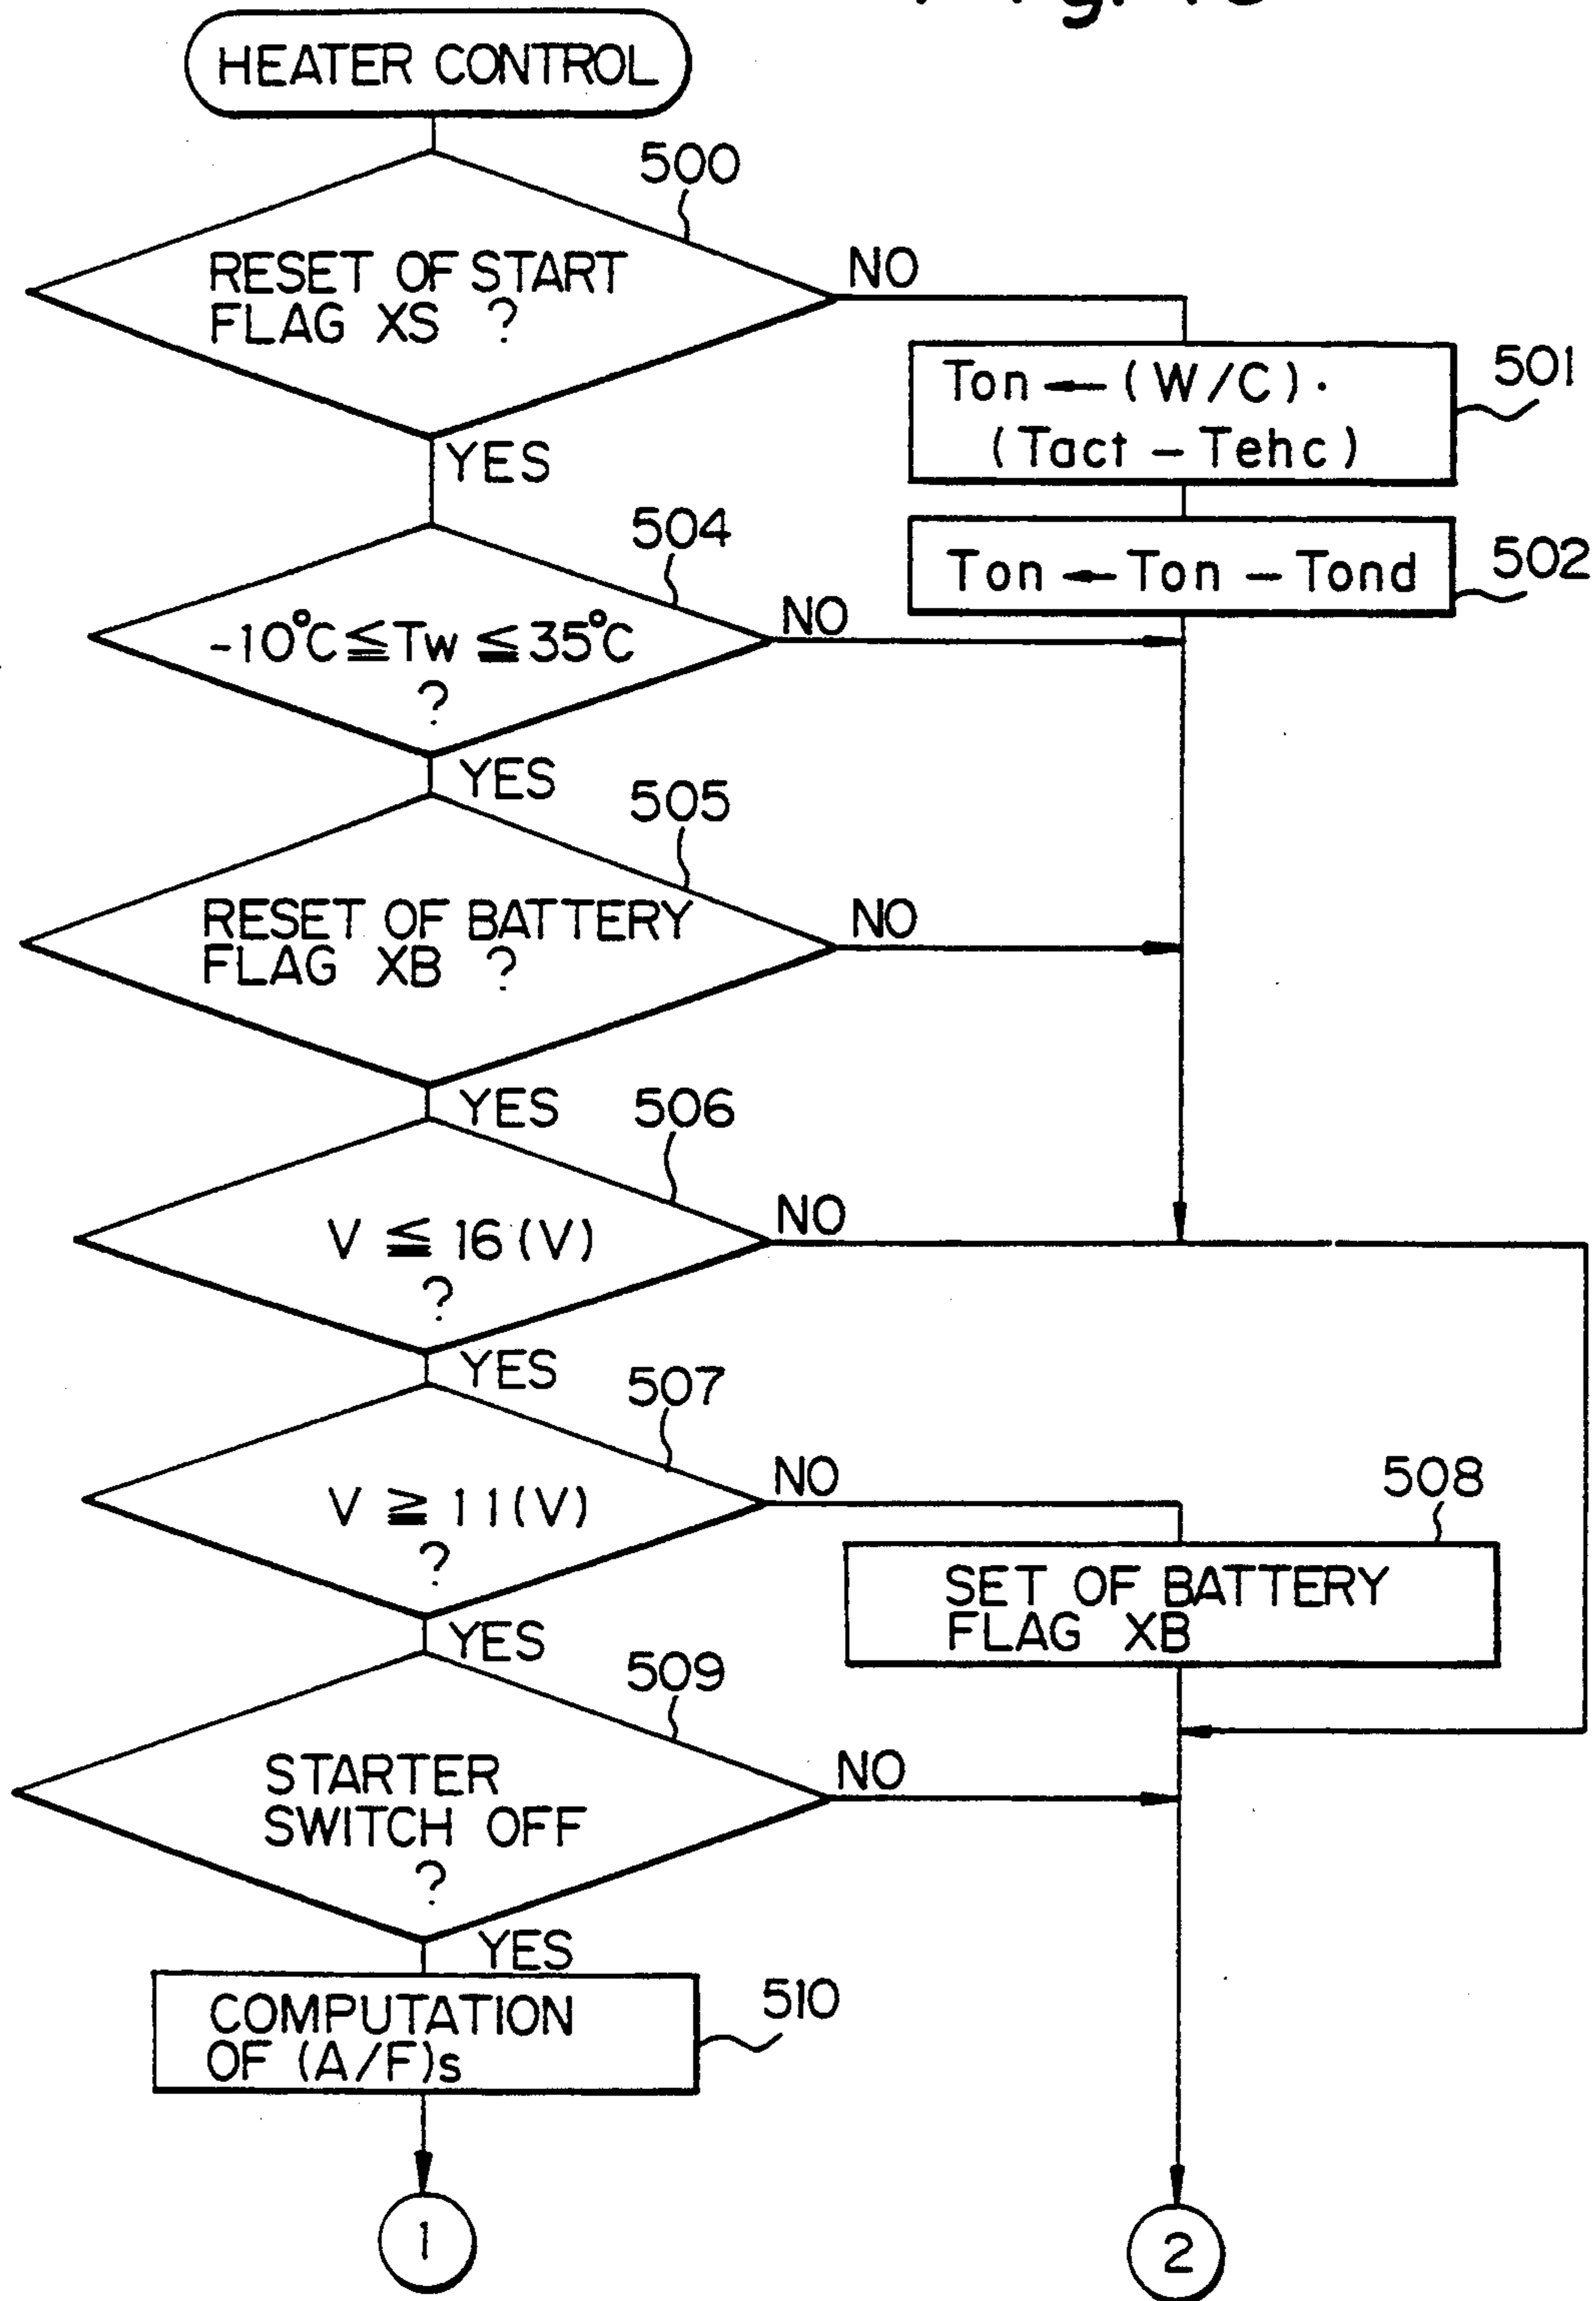 HEATER CONTROL
500
RESET OF START
FLAG XS ?
NO
YES
Ton ← (W/C)·
(Tact – Tehc)
501
Ton ← Ton – Tond
502
504
-10°C ≦ Tw ≦ 35°C
?
NO
YES
505
RESET OF BATTERY
FLAG XB ?
NO
YES
506
V ≦ 16 (V)
?
NO
YES
507
V ≧ 11 (V)
?
NO
YES
508
SET OF BATTERY
FLAG XB
509
STARTER
SWITCH OFF
?
NO
YES
COMPUTATION
OF (A/F)s
510
1
2